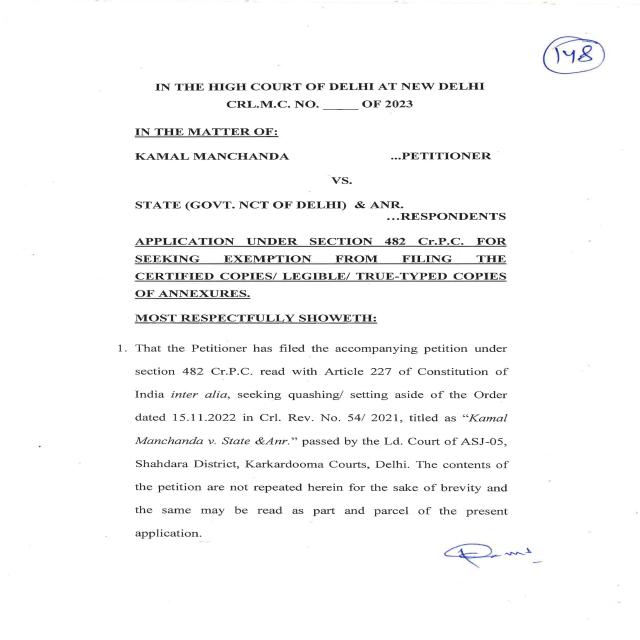 148
IN THE HIGH COURT OF DELHI AT NEW DELHI
CRL.M.C. NO. _____ OF 2023
IN THE MATTER OF:
KAMAL MANCHANDA ...PETITIONER
VS.
STATE (GOVT. NCT OF DELHI) & ANR.
...RESPONDENTS
APPLICATION UNDER SECTION 482 Cr.P.C. FOR
SEEKING EXEMPTION FROM FILING THE
CERTIFIED COPIES/ LEGIBLE/ TRUE-TYPED COPIES
OF ANNEXURES.
MOST RESPECTFULLY SHOWETH:
1. That the Petitioner has filed the accompanying petition under
section 482 Cr.P.C. read with Article 227 of Constitution of
India inter alia, seeking quashing/ setting aside of the Order
dated 15.11.2022 in Crl. Rev. No. 54/ 2021, titled as “Kamal
Manchanda v. State &Anr.” passed by the Ld. Court of ASJ-05,
Shahdara District, Karkardooma Courts, Delhi. The contents of
the petition are not repeated herein for the sake of brevity and
the same may be read as part and parcel of the present
application.